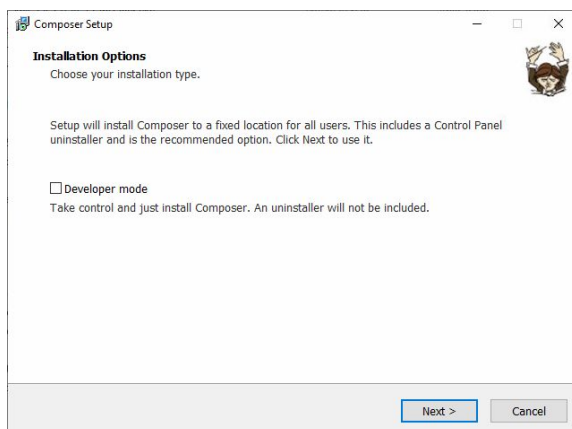 Composer Setup
Installation Options
Choose your installation type.
Setup will install Composer to a fixed location for all users. This includes a Control Panel
uninstaller and is the recommended option. Click Next to use it.
Developer mode
Take control and just install Composer. An uninstaller will not be included.
Next >
Cancel